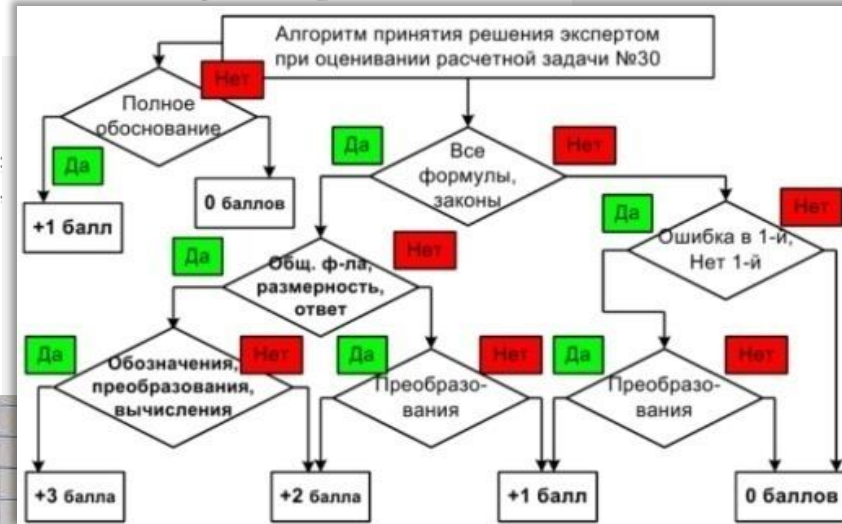 Алгоритм принятия решения экспертом
при оценивании расчетной задачи №30
Нет
Полное
обоснование
Да
+1 балл
0 баллов
Да
Все
формулы,
законы
Нет
Да
Общ. ф-ла,
размерность,
ответ
Нет
Да
Ошибка в 1-й,
Нет 1-й
Нет
Да
Обозначения,
преобразования,
вычисления
Нет
Да
Преобразо-
вания
Нет
Да
Преобразо-
вания
Нет
+3 балла
+2 балла
+1 балл
0 баллов